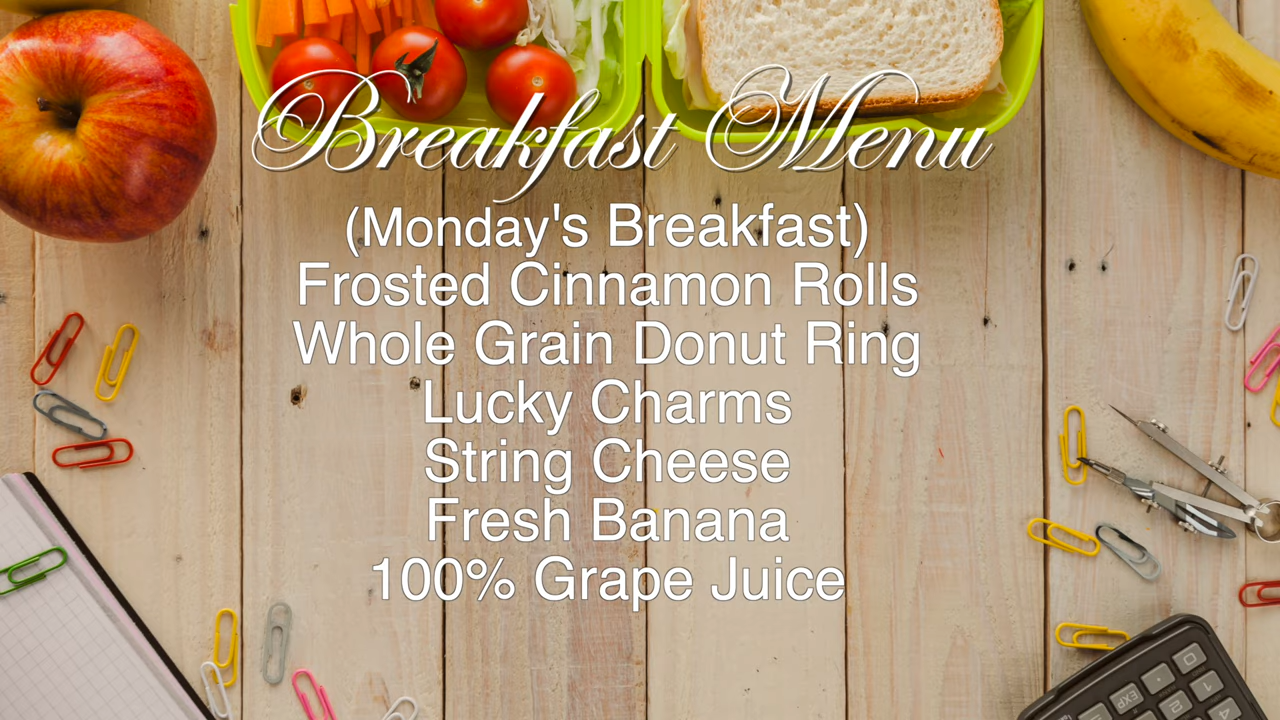 Breakfast Menu
(Monday's Breakfast)
Frosted Cinnamon Rolls
Whole Grain Donut Ring
Lucky Charms
String Cheese
Fresh Banana
100% Grape Juice
EXP